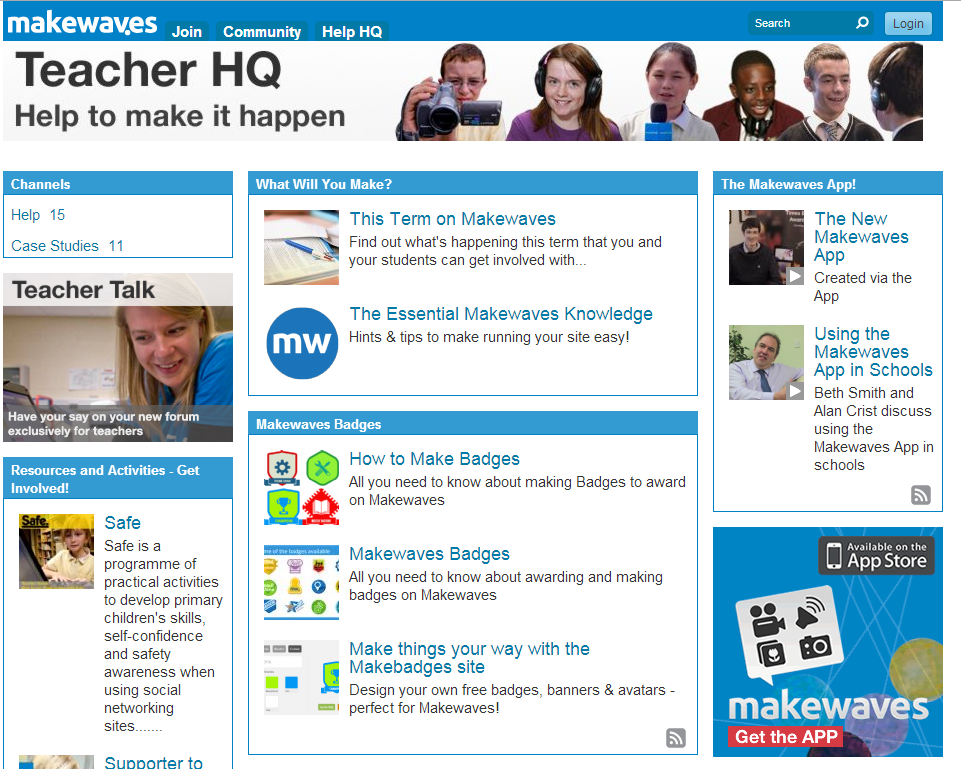 makewaves Join Community Help HQ Search Login
Teacher HQ
Help to make it happen
Channels
Help 15
Case Studies 11
Teacher Talk
Have your say on your new forum
exclusively for teachers
Resources and Activities - Get
Involved!
Safe.
Safe
Safe is a
programme of
practical activities
to develop primary
children's skills,
self-confidence
and safety
awareness when
using social
networking
sites.......
Supporter to
What Will You Make?
This Term on Makewaves
Find out what's happening this term that you and
your students can get involved with...
mw
The Essential Makewaves Knowledge
Hints & tips to make running your site easy!
Makewaves Badges
How to Make Badges
All you need to know about making Badges to award
on Makewaves
Makewaves Badges
All you need to know about awarding and making
badges on Makewaves
Make things your way with the
Makebadges site
Design your own free badges, banners & avatars -
perfect for Makewaves!
The Makewaves App!
The New
Makewaves
App
Created via the
App
Using the
Makewaves
App in Schools
Beth Smith and
Alan Crist discuss
using the
Makewaves App in
schools
Available on the
App Store
makewaves
Get the APP